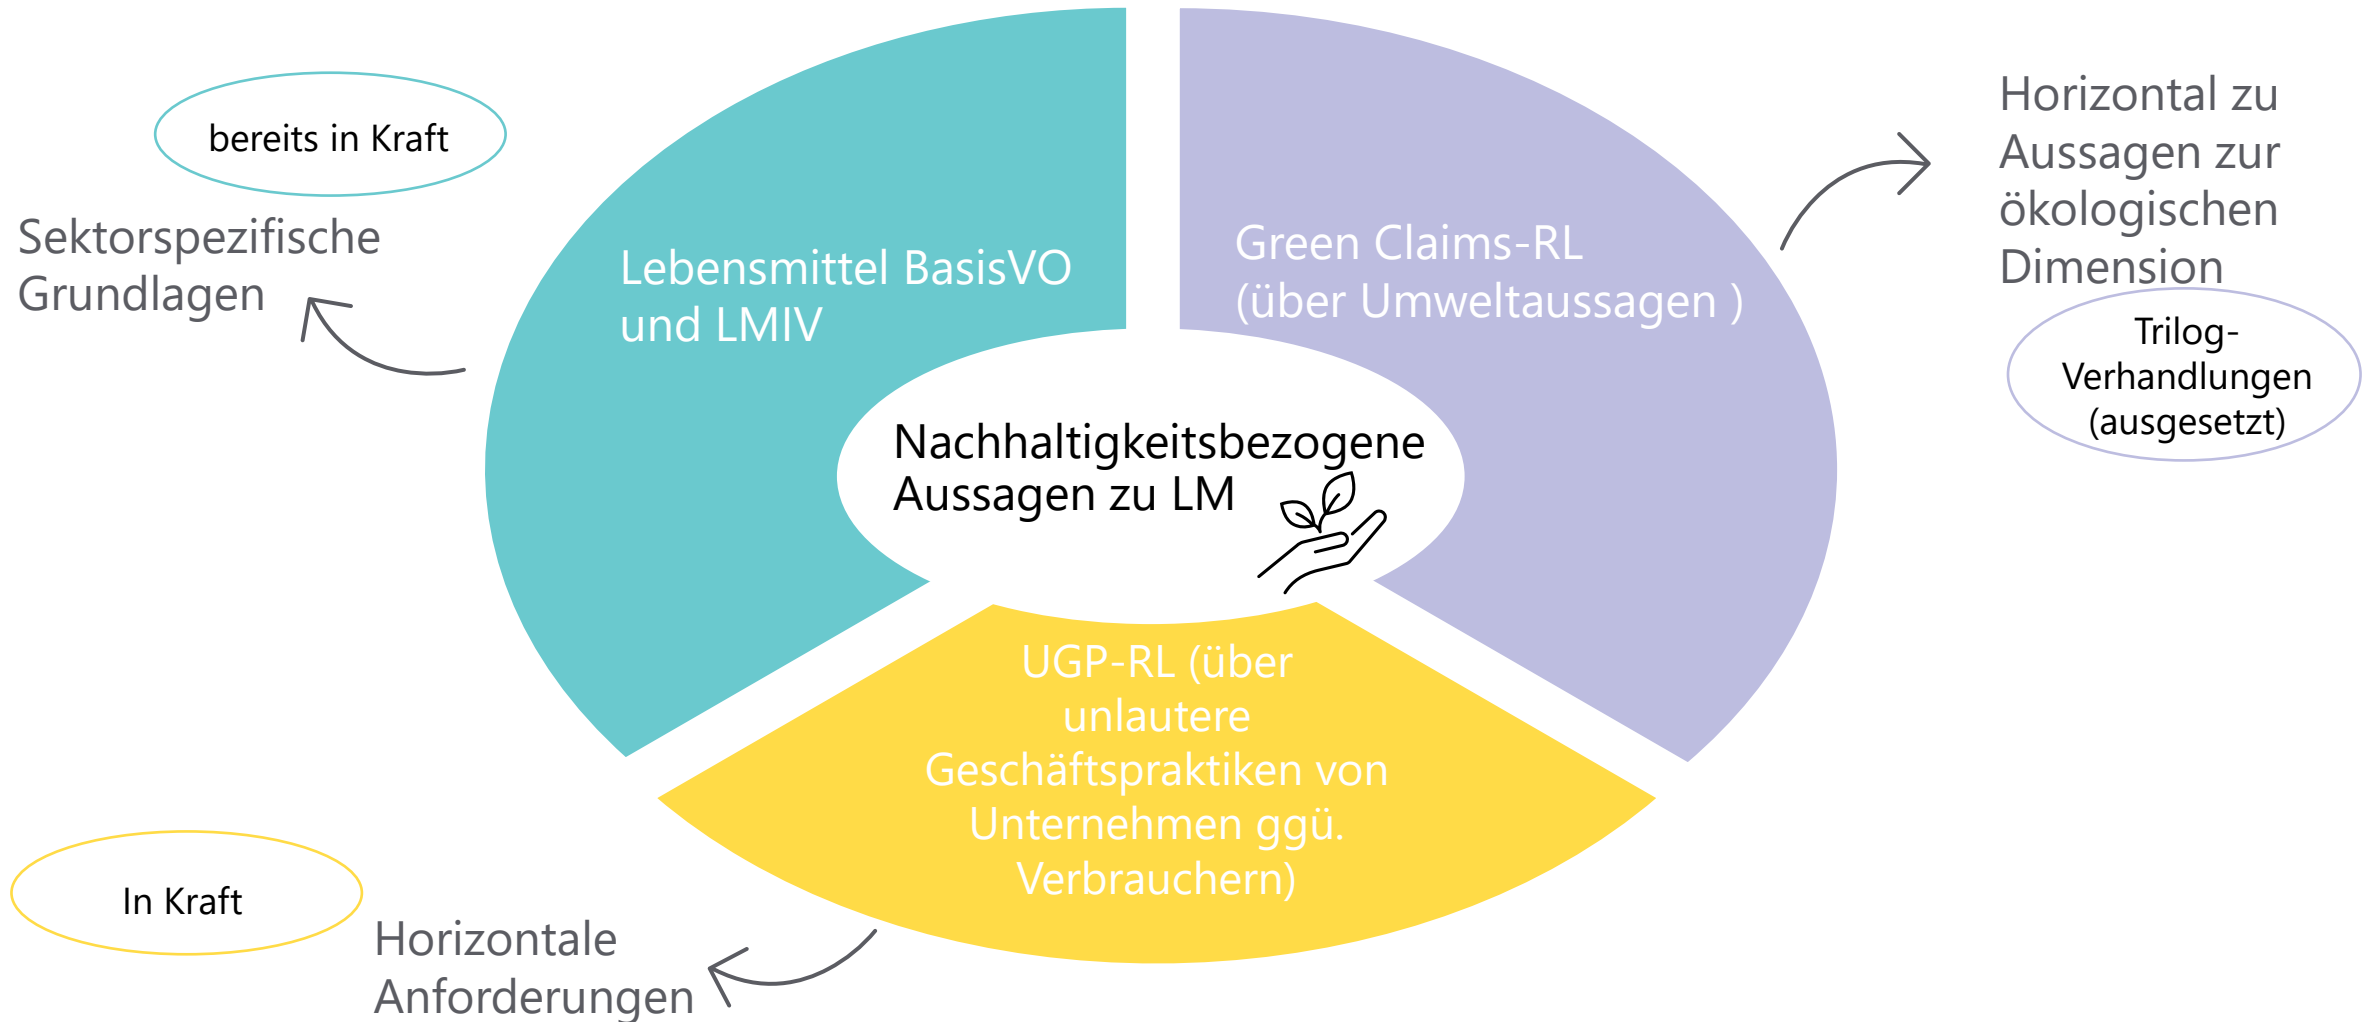 bereits in Kraft
Sektorspezifische
Grundlagen
Lebensmittel BasisVO
und LMIV
Green Claims-RL
(über Umweltaussagen )
Horizontal zu
Aussagen zur
ökologischen
Dimension
Trilog-
Verhandlungen
(ausgesetzt)
Nachhaltigkeitsbezogene
Aussagen zu LM
UGP-RL (über
unlautere
Geschäftspraktiken von
Unternehmen ggü.
Verbrauchern)
In Kraft
Horizontale
Anforderungen